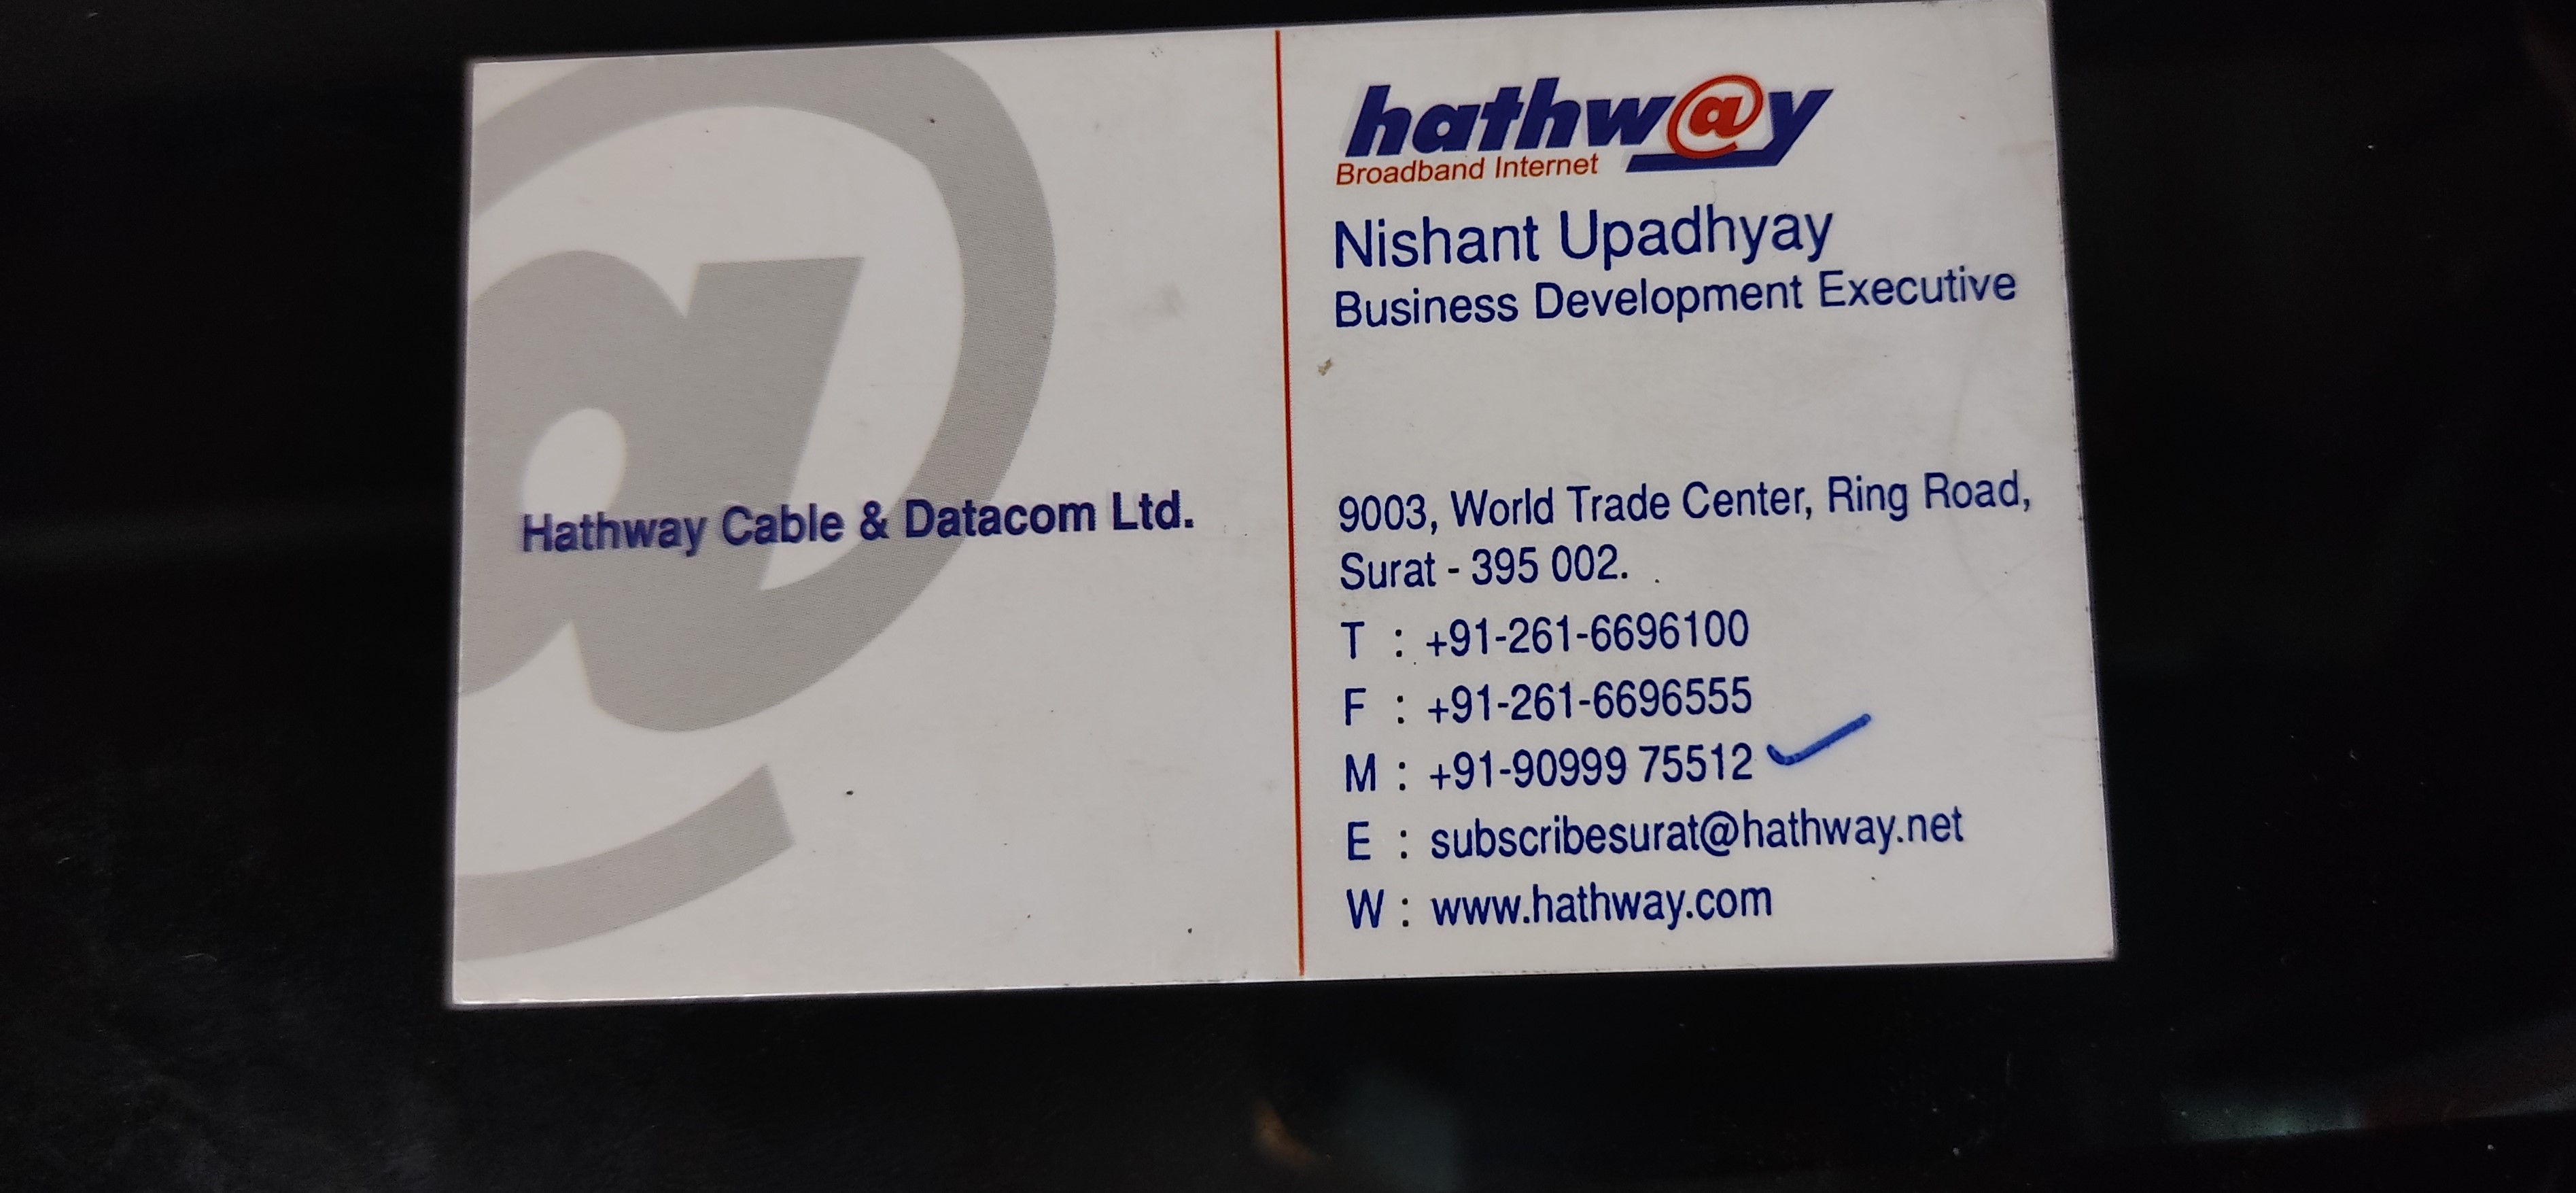 hathw@y
Broadband Internet
Nishant Upadhyay
Business Development Executive
Hathway Cable & Datacom Ltd.
9003, World Trade Center, Ring Road,
Surat - 395 002.
T : +91-261-6696100
F : +91-261-6696555
M : +91-90999 75512
E : subscribesurat@hathway.net
W : www.hathway.com